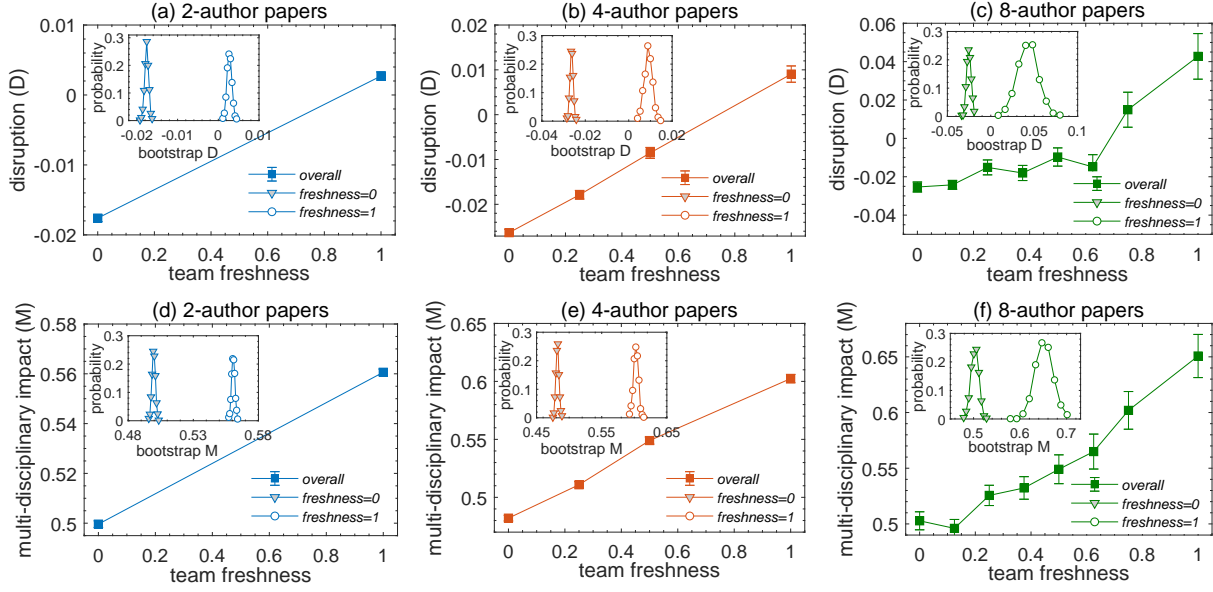 (a) 2-author papers
disruption (D)
0.01
0
-0.01
-0.02
0 0.2 0.4 0.6 0.8 1
team freshness
probability
0.3
0.2
0.1
0
-0.02 -0.01 0 0.01
bootstrap D
overall
freshness=0
freshness=1
(b) 4-author papers
disruption (D)
0.02
0.01
0
-0.01
-0.02
0 0.2 0.4 0.6 0.8 1
team freshness
probability
0.3
0.2
0.1
0
-0.04 -0.02 0 0.02
bootstrap D
overall
freshness=0
freshness=1
(c) 8-author papers
disruption (D)
0.06
0.04
0.02
0
-0.02
-0.04
0 0.2 0.4 0.6 0.8 1
team freshness
probability
0.3
0.2
0.1
0
-0.05 0 0.05 0.1
bootstrap D
overall
freshness=0
freshness=1
(d) 2-author papers
multi-disciplinary impact (M)
0.58
0.56
0.54
0.52
0.5
0 0.2 0.4 0.6 0.8 1
team freshness
probability
0.3
0.2
0.1
0
0.48 0.53 0.58
bootstrap M
overall
freshness=0
freshness=1
(e) 4-author papers
multi-disciplinary impact (M)
0.65
0.6
0.55
0.5
0 0.2 0.4 0.6 0.8 1
team freshness
probability
0.3
0.2
0.1
0
0.45 0.55 0.65
bootstrap M
overall
freshness=0
freshness=1
(f) 8-author papers
multi-disciplinary impact (M)
0.65
0.6
0.55
0.5
0 0.2 0.4 0.6 0.8 1
team freshness
probability
0.3
0.2
0.1
0
0.5 0.6 0.7
bootstrap M
overall
freshness=0
freshness=1